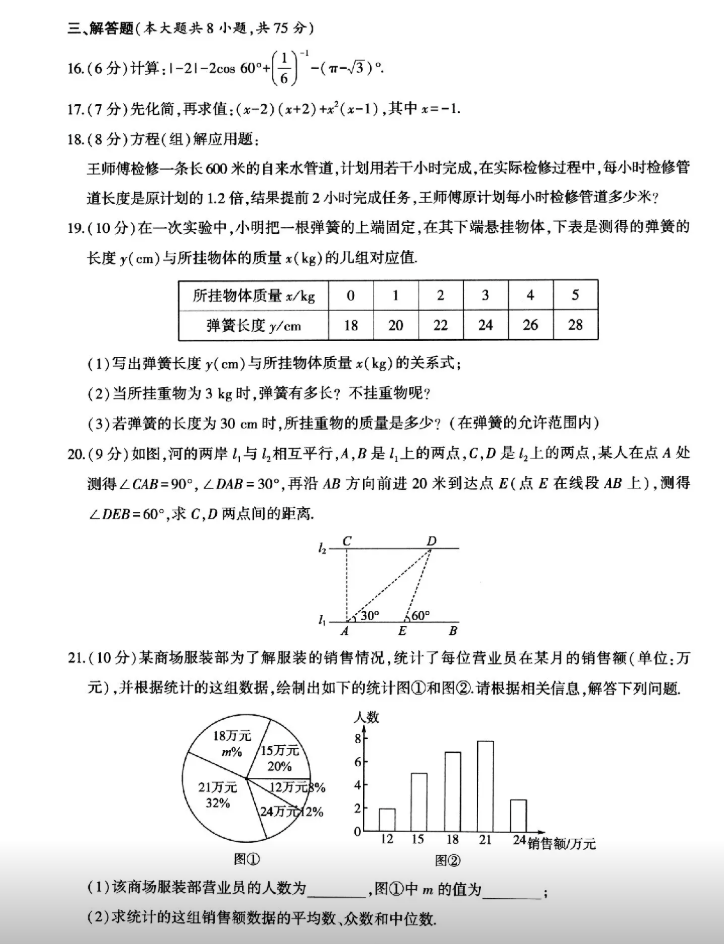 三、解答题(本大题共8小题,共75分)
16.(6分)计算:|-2|-2cos 60°+(1/6)^-1-(π-√3)^0.
17.(7分)先化简,再求值:(x-2)(x+2)+x²(x-1),其中x=-1.
18.(8分)方程(组)解应用题:
王师傅检修一条长600米的自来水管道,计划用若干小时完成,在实际检修过程中,每小时检修管
道长度是原计划的1.2倍,结果提前2小时完成任务,王师傅原计划每小时检修管道多少米?
19.(10分)在一次实验中,小明把一根弹簧的上端固定,在其下端悬挂物体,下表是测得的弹簧的
长度y(cm)与所挂物体的质量x(kg)的几组对应值.
所挂物体质量x/kg 0 1 2 3 4 5
弹簧长度y/cm 18 20 22 24 26 28
(1)写出弹簧长度y(cm)与所挂物体质量x(kg)的关系式;
(2)当所挂重物为3 kg时,弹簧有多长?不挂重物呢?
(3)若弹簧的长度为30 cm时,所挂重物的质量是多少?(在弹簧的允许范围内)
20.(9分)如图,河的两岸l₁与l₂相互平行,A,B是l₁上的两点,C,D是l₂上的两点,某人在点A处
测得∠CAB=90°,∠DAB=30°,再沿AB方向前进20米到达点E(点E在线段AB上),测得
∠DEB=60°,求C,D两点间的距离.
l₂ C D
30° 60°
l₁ A E B
21.(10分)某商场服装部为了解服装的销售情况,统计了每位营业员在某月的销售额(单位:万
元),并根据统计的这组数据,绘制出如下的统计图①和图②.请根据相关信息,解答下列问题.
18万元
m%
15万元
20%
21万元
32%
12万元8%
24万元12%
图①
人数
8
6
4
2
0
12 15 18 21 24 销售额/万元
图②
(1)该商场服装部营业员的人数为______,图①中m的值为______;
(2)求统计的这组销售额数据的平均数、众数和中位数.